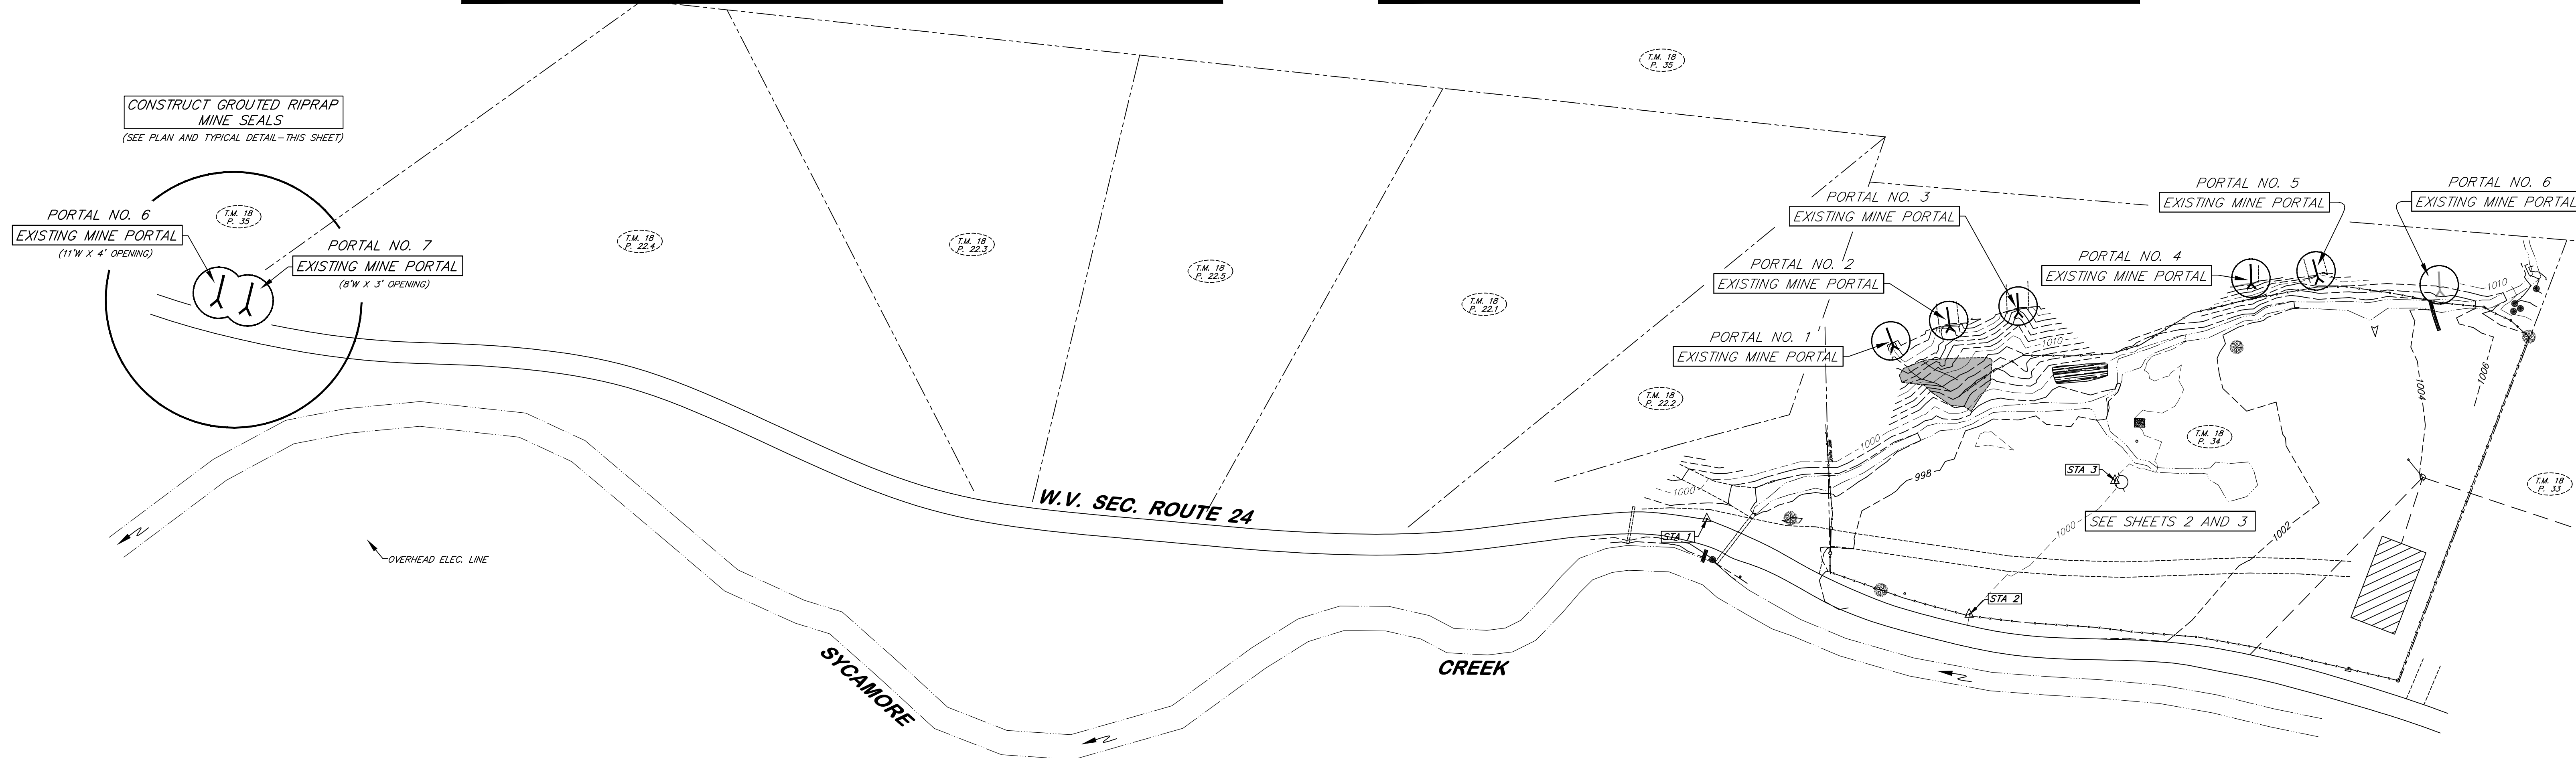 T.M. 18
P. 35
CONSTRUCT GROUTED RIPRAP
MINE SEALS
(SEE PLAN AND TYPICAL DETAIL-THIS SHEET)
PORTAL NO. 6
EXISTING MINE PORTAL
(11'W X 4' OPENING)
T.M. 18
P. 35
PORTAL NO. 7
EXISTING MINE PORTAL
(8'W X 3' OPENING)
T.M. 18
P. 22.4
T.M. 18
P. 22.3
T.M. 18
P. 22.5
T.M. 18
P. 22.1
T.M. 18
P. 22.2
PORTAL NO. 3
EXISTING MINE PORTAL
PORTAL NO. 2
EXISTING MINE PORTAL
PORTAL NO. 1
EXISTING MINE PORTAL
PORTAL NO. 5
EXISTING MINE PORTAL
PORTAL NO. 4
EXISTING MINE PORTAL
PORTAL NO. 6
EXISTING MINE PORTAL
1010
1010
1000
1000
998
1000
1002
1004
1006
T.M. 18
P. 34
T.M. 18
P. 33
STA 3
SEE SHEETS 2 AND 3
STA 1
STA 2
W.V. SEC. ROUTE 24
OVERHEAD ELEC. LINE
SYCAMORE
CREEK